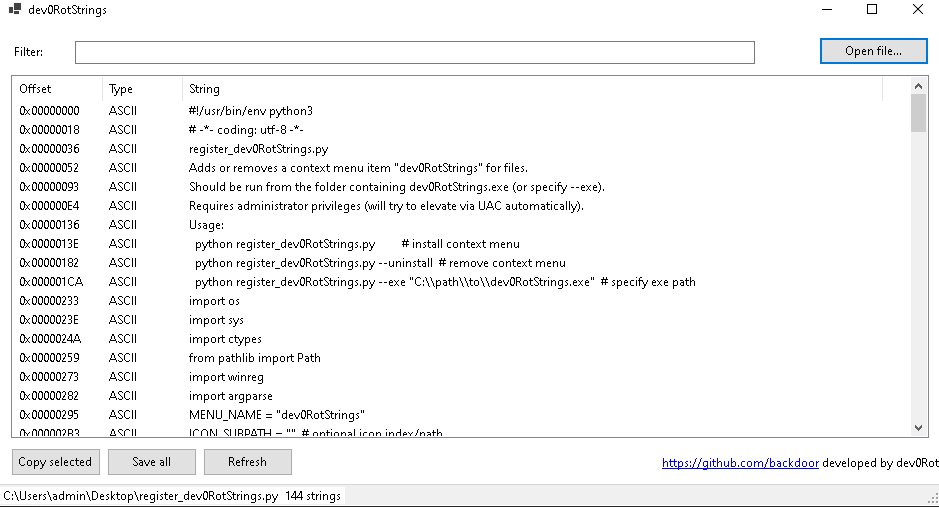 dev0RotStrings
Filter:
Open file...
Offset Type String
0x00000000 ASCII #!/usr/bin/env python3
0x00000018 ASCII # -*- coding: utf-8 -*-
0x00000036 ASCII register_dev0RotStrings.py
0x00000052 ASCII Adds or removes a context menu item "dev0RotStrings" for files.
0x00000093 ASCII Should be run from the folder containing dev0RotStrings.exe (or specify --exe).
0x000000E4 ASCII Requires administrator privileges (will try to elevate via UAC automatically).
0x00000136 ASCII Usage:
0x0000013E ASCII python register_dev0RotStrings.py # install context menu
0x00000182 ASCII python register_dev0RotStrings.py --uninstall # remove context menu
0x000001CA ASCII python register_dev0RotStrings.py --exe "C:\\path\\to\\dev0RotStrings.exe" # specify exe path
0x00000233 ASCII import os
0x0000023E ASCII import sys
0x0000024A ASCII import ctypes
0x00000259 ASCII from pathlib import Path
0x00000273 ASCII import winreg
0x00000282 ASCII import argparse
0x00000295 ASCII MENU_NAME = "dev0RotStrings"
0x000002B3 ASCII ICON_SUBPATH = "" # optional icon index/path
Copy selected
Save all
Refresh
https://github.com/backdoor developed by dev0Rot
C:\Users\admin\Desktop\register_dev0RotStrings.py 144 strings